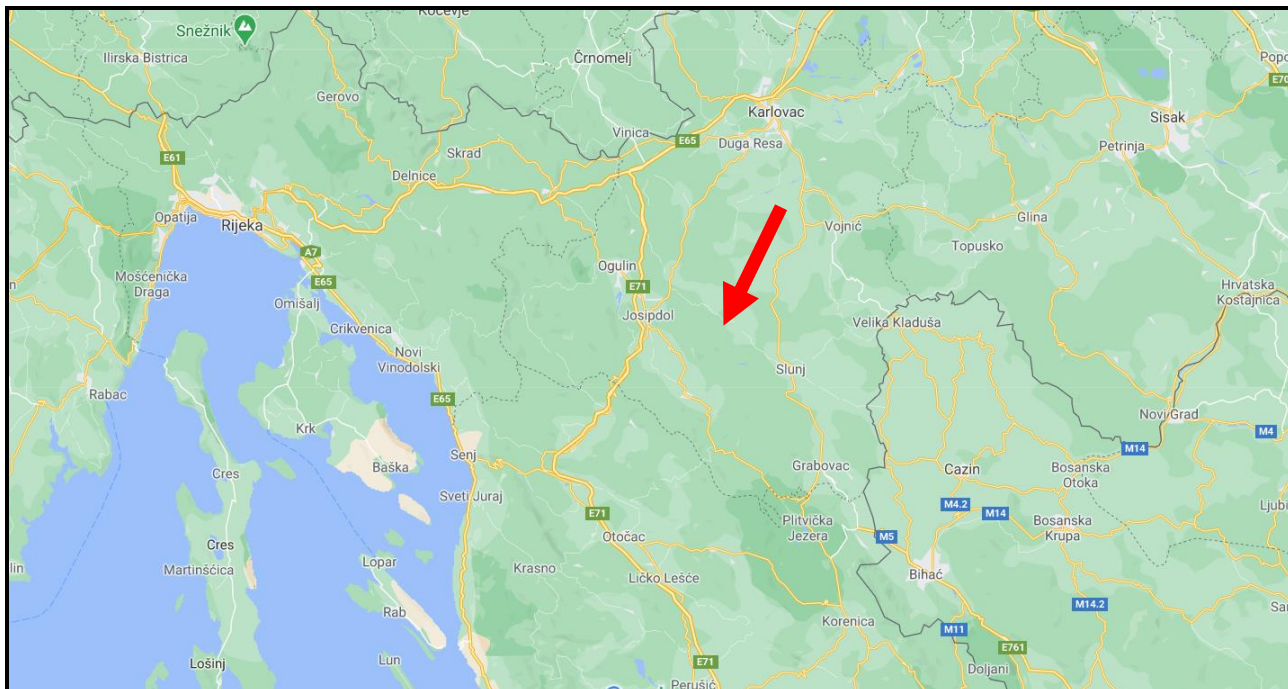 Snežnik
Kočevje
Ilirska Bistrica
Črnomelj
Popo
E70
Gerovo
Karlovac
Sisak
Vinica
E65
Duga Resa
Petrinja
E61
Skrad
Delnice
Opatija
Rijeka
Vojnić
Glina
Topusko
A7
Ogulin
Mošćenička
Draga
E65
E71
Hrvatska
Kostajnica
Omišalj
Josipdol
Velika Kladuša
Crikvenica
Novi
Vinodolski
Slunj
Rabac
E65
Novi Grad
Krk
M4
M14
Senj
Baška
Grabovac
Cazin
Bosanska
Otoka
Cres
Sveti Juraj
M4.2
M14
Ljubi
E71
Plitvička
Jezera
Bosanska
Krupa
Otočac
M5
Cres
Martinšćica
Lopar
Krasno
Ličko Lešće
Bihać
lin
Rab
M14.2
Korenica
San
M11
E761
Lošinj
Lun
E71
Doljani
Perušić